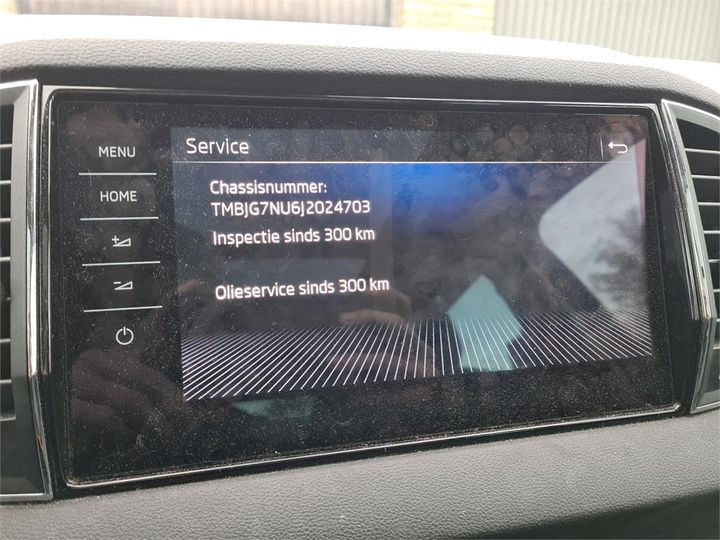 MENU
HOME
Service
Chassisnummer:
TMBJG7NU6J2024703
Inspectie sinds 300 km
Olieservice sinds 300 km